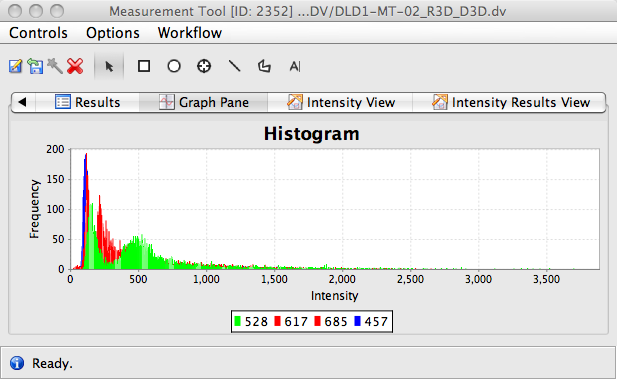 Measurement Tool [ID: 2352] ...DV/DLD1-MT-02_R3D_D3D.dv
Controls Options Workflow
A
Results Graph Pane Intensity View Intensity Results View
Histogram
200
150
100
50
0
Frequency
0 500 1,000 1,500 2,000 2,500 3,000 3,500
Intensity
528 617 685 457
Ready.